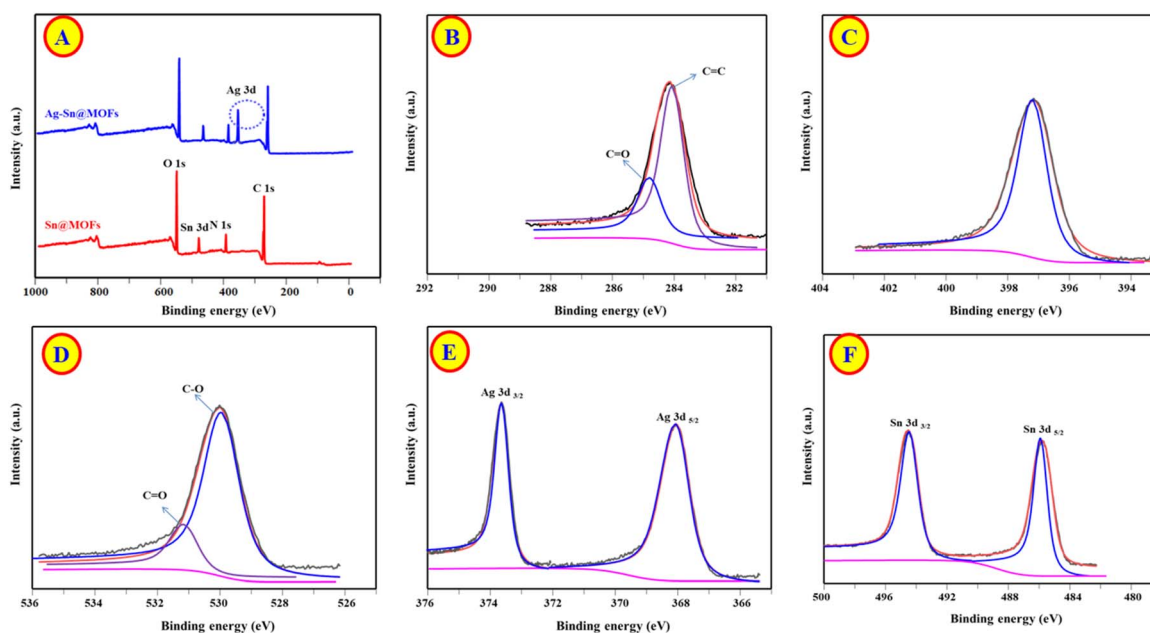 A
Ag 3d
Ag-Sn@MOFs
O 1s
C 1s
Sn 3d N 1s
Sn@MOFs
1000 800 600 400 200 0
Binding energy (eV)
Intensity (a.u.)
B
C=C
C=O
292 290 288 286 284 282
Binding energy (eV)
Intensity (a.u.)
C
404 402 400 398 396 394
Binding energy (eV)
Intensity (a.u.)
D
C-O
C=O
536 534 532 530 528 526
Binding energy (eV)
Intensity (a.u.)
E
Ag 3d 3/2
Ag 3d 5/2
376 374 372 370 368 366
Binding energy (eV)
Intensity (a.u.)
F
Sn 3d 3/2
Sn 3d 5/2
500 496 492 488 484 480
Binding energy (eV)
Intensity (a.u.)